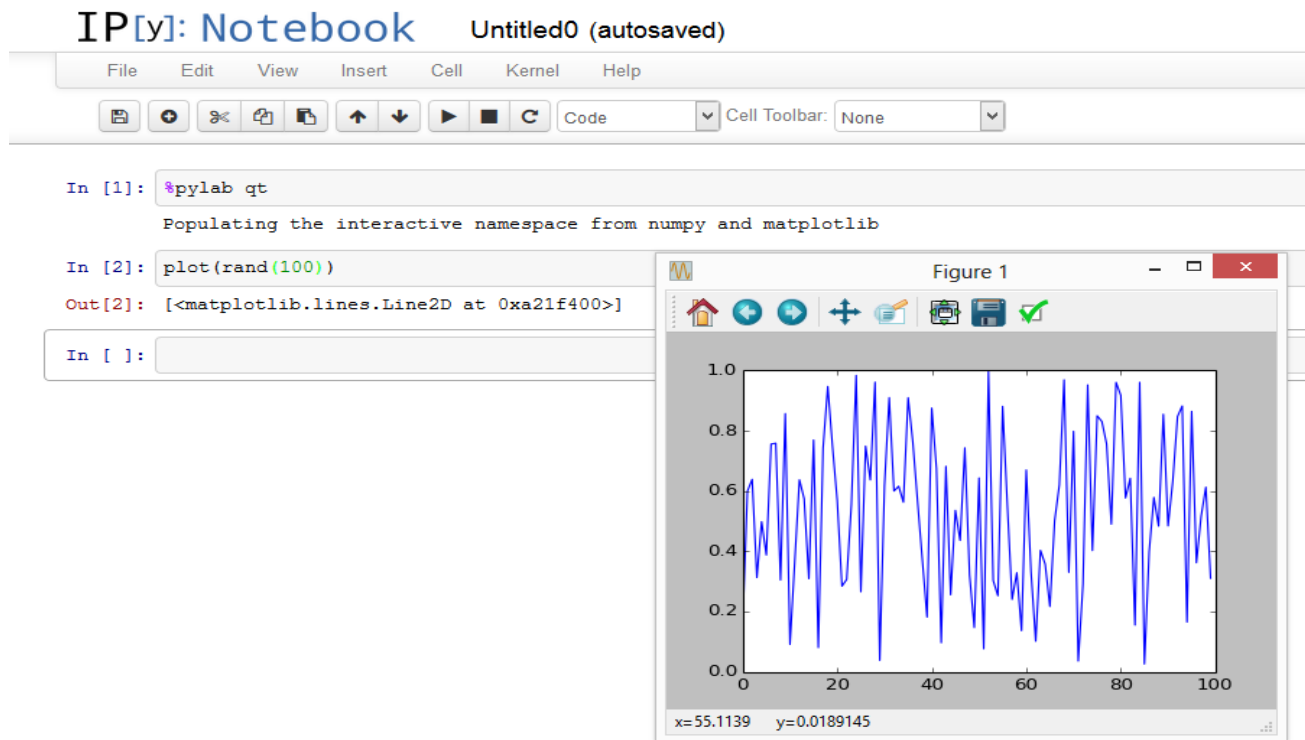 IP[y]: Notebook Untitled0 (autosaved)
File Edit View Insert Cell Kernel Help
Code Cell Toolbar: None
In [1]: %pylab qt
Populating the interactive namespace from numpy and matplotlib
In [2]: plot(rand(100))
Out[2]: [<matplotlib.lines.Line2D at 0xa21f400>]
In [ ]:
Figure 1
1.0
0.8
0.6
0.4
0.2
0.0
0 20 40 60 80 100
x=55.1139 y=0.0189145